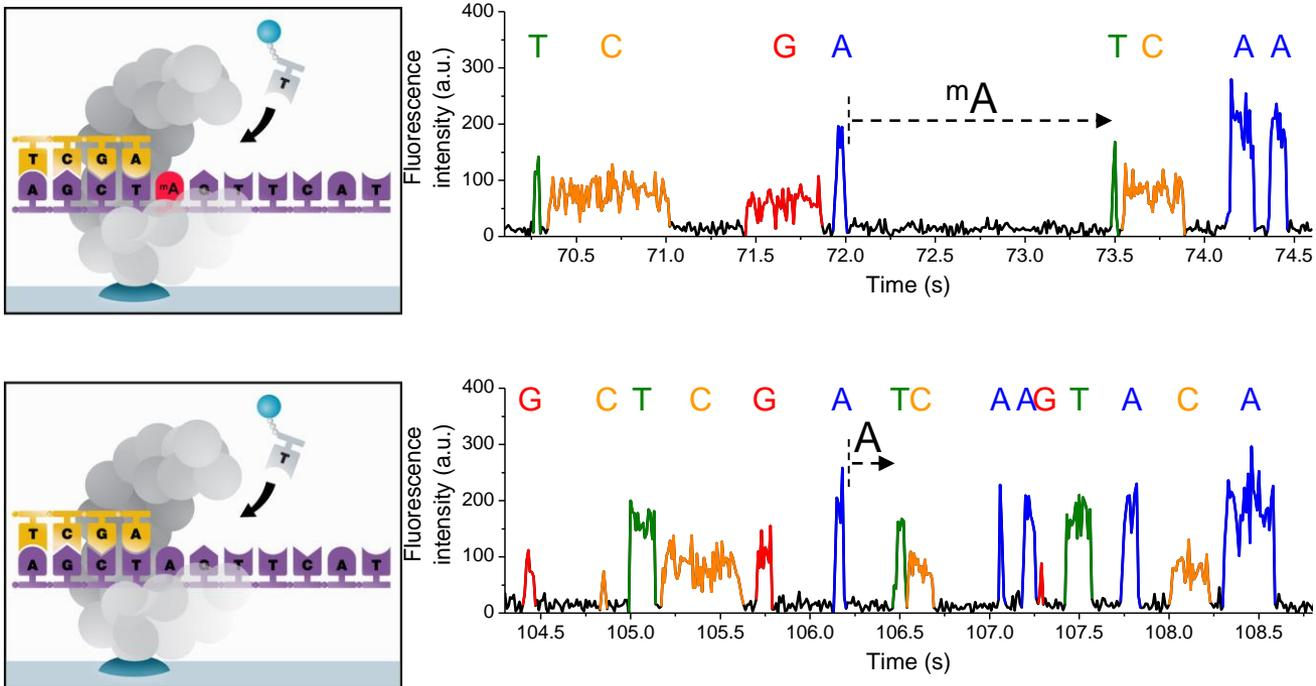 T
T C G A
A G C T mA G T T C A T
Fluorescence
intensity (a.u.)
400
300
200
100
0
T C G A T C A A
mA
70.5 71.0 71.5 72.0 72.5 73.0 73.5 74.0 74.5
Time (s)
T
T C G A
A G C T A G T T C A T
Fluorescence
intensity (a.u.)
400
300
200
100
0
G C T C G A T C A A G T A C A
A
104.5 105.0 105.5 106.0 106.5 107.0 107.5 108.0 108.5
Time (s)